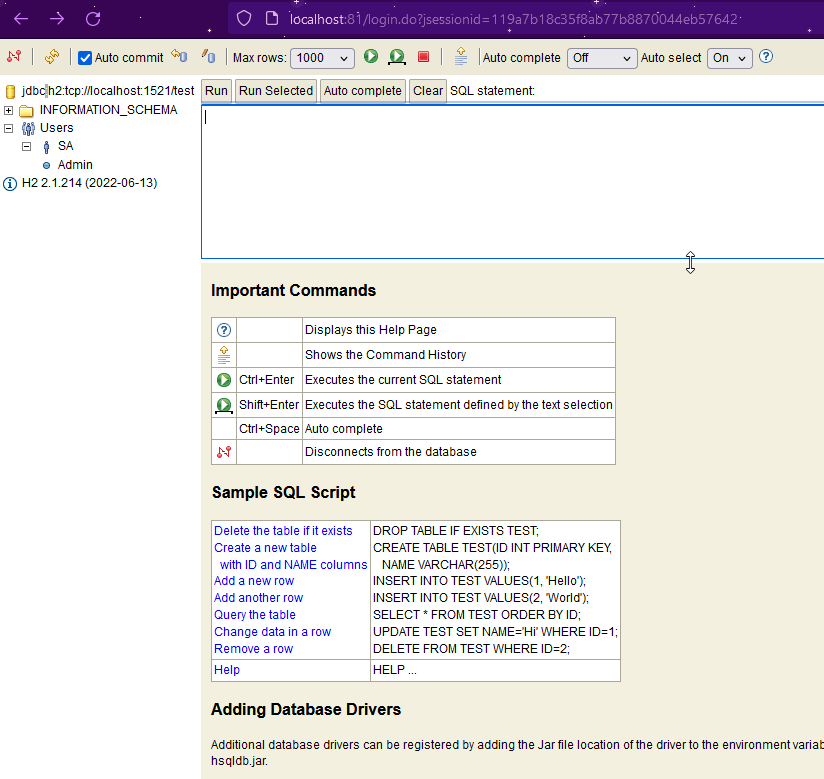 localhost:81/login.do?jsessionid=119a7b18c35f8ab77b8870044eb57642
Auto commit Max rows: 1000 Auto complete Off Auto select On
jdbc:h2:tcp://localhost:1521/test
INFORMATION_SCHEMA
Users
SA
Admin
H2 2.1.214 (2022-06-13)
Run Run Selected Auto complete Clear SQL statement:
Important Commands
Displays this Help Page
Shows the Command History
Ctrl+Enter Executes the current SQL statement
Shift+Enter Executes the SQL statement defined by the text selection
Ctrl+Space Auto complete
Disconnects from the database
Sample SQL Script
Delete the table if it exists DROP TABLE IF EXISTS TEST;
Create a new table CREATE TABLE TEST(ID INT PRIMARY KEY,
with ID and NAME columns NAME VARCHAR(255));
Add a new row INSERT INTO TEST VALUES(1, 'Hello');
Add another row INSERT INTO TEST VALUES(2, 'World');
Query the table SELECT * FROM TEST ORDER BY ID;
Change data in a row UPDATE TEST SET NAME='Hi' WHERE ID=1;
Remove a row DELETE FROM TEST WHERE ID=2;
Help HELP ...
Adding Database Drivers
Additional database drivers can be registered by adding the Jar file location of the driver to the environment variab
hsqldb.jar.